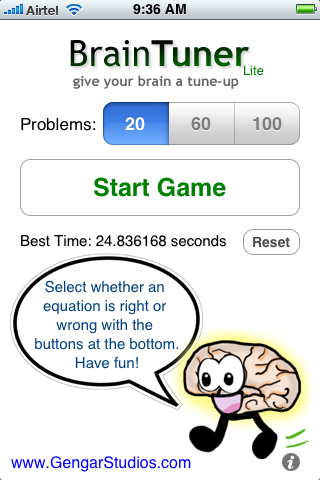 Airtel 9:36 AM
BrainTuner
Lite
give your brain a tune-up
Problems: 20 60 100
Start Game
Best Time: 24.836168 seconds Reset
Select whether an
equation is right or
wrong with the
buttons at the bottom.
Have fun!
www.GengarStudios.com i